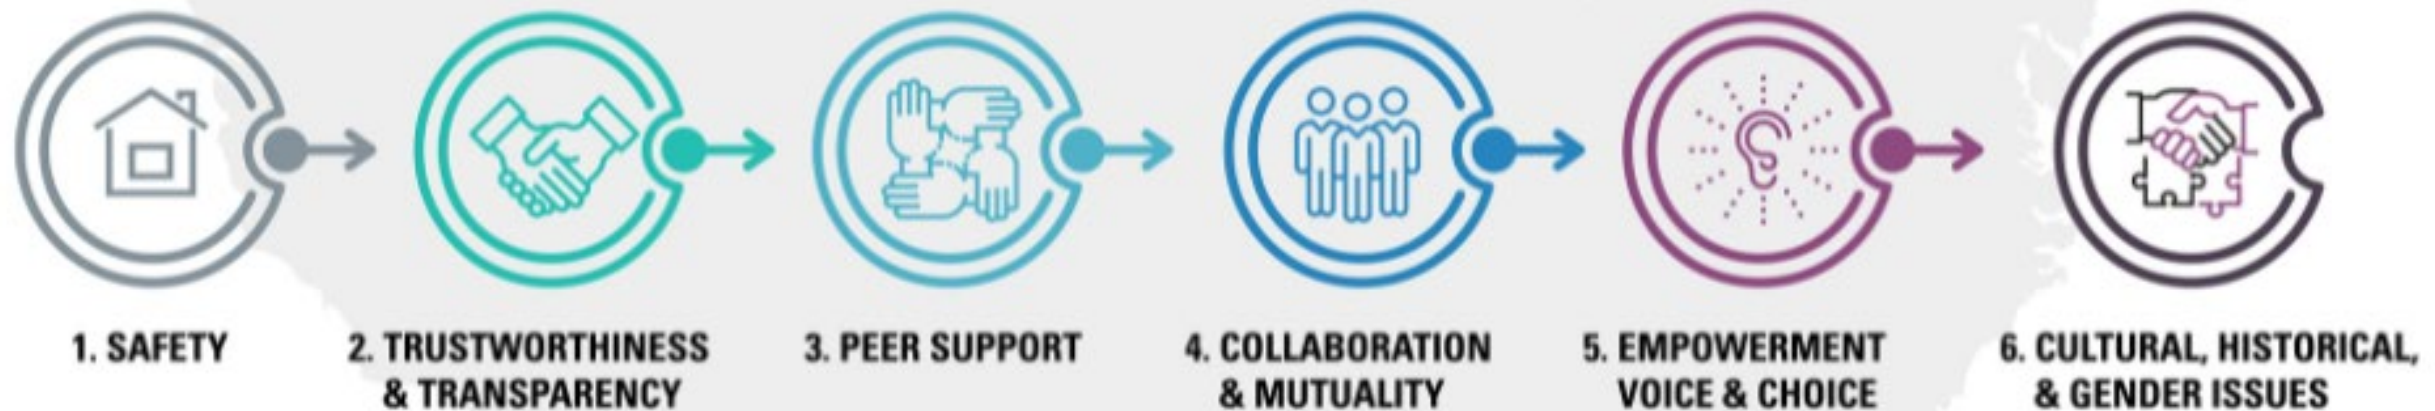 1. SAFETY
2. TRUSTWORTHINESS
& TRANSPARENCY
3. PEER SUPPORT
4. COLLABORATION
& MUTUALITY
5. EMPOWERMENT
VOICE & CHOICE
6. CULTURAL, HISTORICAL,
& GENDER ISSUES